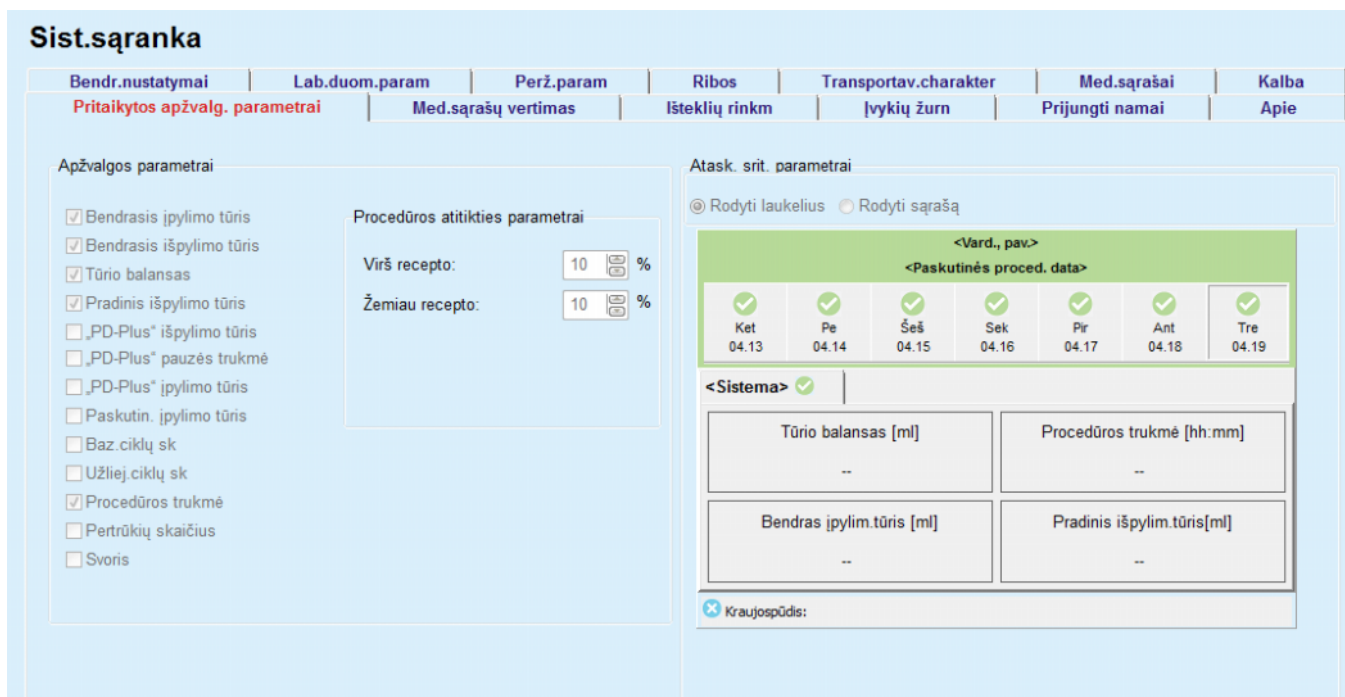 Sist.sąranka
Bendr.nustatymai Lab.duom.param Perž.param Ribos Transportav.charakter Med.sąrašai Kalba
Pritaikytos apžvalg. parametrai Med.sąrašų vertimas Išteklių rinkm Įvykių žurn Prijungti namai Apie
Apžvalgos parametrai
Bendrasis įpylimo tūris
Bendrasis išpylimo tūris
Tūrio balansas
Pradinis išpylimo tūris
„PD-Plus“ išpylimo tūris
„PD-Plus“ pauzės trukmė
„PD-Plus“ įpylimo tūris
Paskutin. įpylimo tūris
Baz.ciklų sk
Užliej.ciklų sk
Procedūros trukmė
Pertrūkių skaičius
Svoris
Procedūros atitikties parametrai
Virš recepto: 10 %
Žemiau recepto: 10 %
Atask. srit. parametrai
Rodyti laukelius Rodyti sąrašą
<Vard., pav.>
<Paskutinės proced. data>
Ket Pe Šeš Sek Pir Ant Tre
04.13 04.14 04.15 04.16 04.17 04.18 04.19
<Sistema>
Tūrio balansas [ml] Procedūros trukmė [hh:mm]
-- --
Bendras įpylim.tūris [ml] Pradinis išpylim.tūris[ml]
-- --
Kraujospūdis: